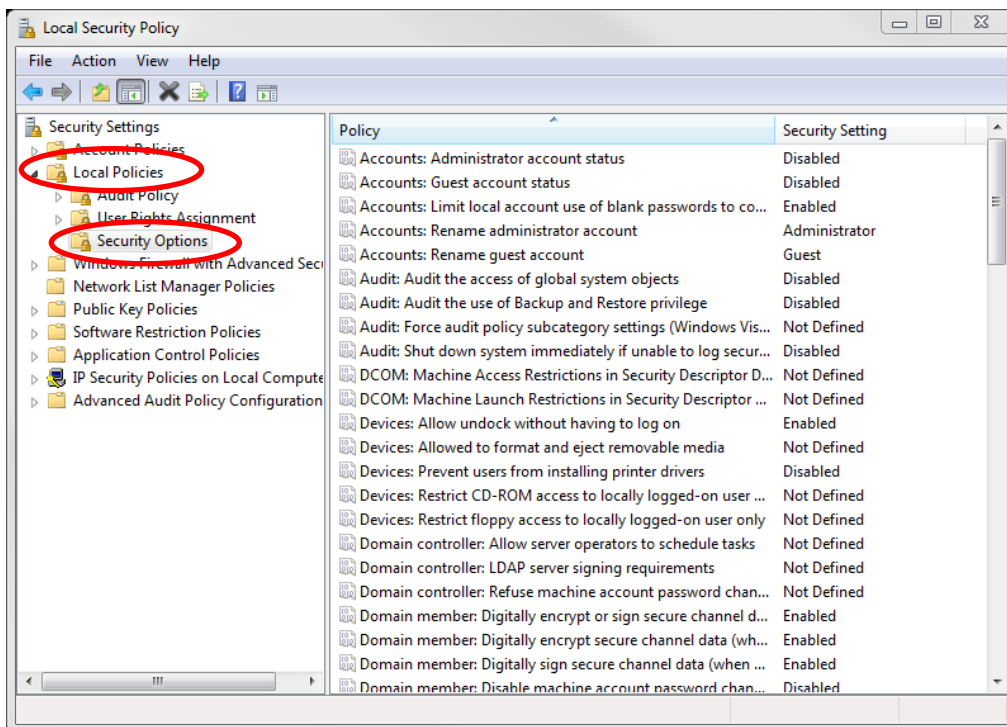 Local Security Policy
File Action View Help
Security Settings
Account Policies
Local Policies
Audit Policy
User Rights Assignment
Security Options
Windows Firewall with Advanced Secu
Network List Manager Policies
Public Key Policies
Software Restriction Policies
Application Control Policies
IP Security Policies on Local Compute
Advanced Audit Policy Configuration
Policy Security Setting
Accounts: Administrator account status Disabled
Accounts: Guest account status Disabled
Accounts: Limit local account use of blank passwords to co... Enabled
Accounts: Rename administrator account Administrator
Accounts: Rename guest account Guest
Audit: Audit the access of global system objects Disabled
Audit: Audit the use of Backup and Restore privilege Disabled
Audit: Force audit policy subcategory settings (Windows Vis... Not Defined
Audit: Shut down system immediately if unable to log secur... Disabled
DCOM: Machine Access Restrictions in Security Descriptor D... Not Defined
DCOM: Machine Launch Restrictions in Security Descriptor ... Not Defined
Devices: Allow undock without having to log on Enabled
Devices: Allowed to format and eject removable media Not Defined
Devices: Prevent users from installing printer drivers Disabled
Devices: Restrict CD-ROM access to locally logged-on user ... Not Defined
Devices: Restrict floppy access to locally logged-on user only Not Defined
Domain controller: Allow server operators to schedule tasks Not Defined
Domain controller: LDAP server signing requirements Not Defined
Domain controller: Refuse machine account password chan... Not Defined
Domain member: Digitally encrypt or sign secure channel d... Enabled
Domain member: Digitally encrypt secure channel data (wh... Enabled
Domain member: Digitally sign secure channel data (when ... Enabled
Domain member: Disable machine account password chan... Disabled